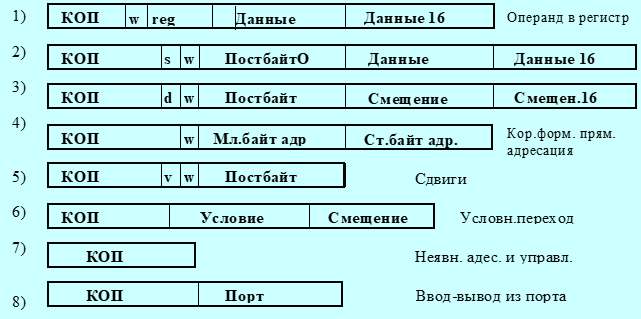 1) КОП w reg Данные Данные 16 Операнд в регистр
2) КОП s w ПостбайтО Данные Данные 16
3) КОП d w Постбайт Смещение Смещен.16
4) КОП w Мл.байт адр Ст.байт адр. Кор.форм. прям.
адресация
5) КОП v w Постбайт Сдвиги
6) КОП Условие Смещение Условн.переход
7) КОП Неявн. адес. и управл.
8) КОП Порт Ввод-вывод из порта